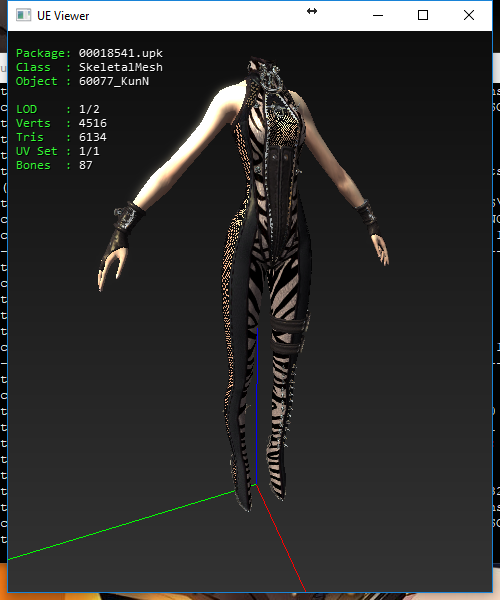 UE Viewer
Package: 00018541.upk
Class : SkeletalMesh
Object : 60077_KunN
LOD : 1/2
Verts : 4516
Tris : 6134
UV Set : 1/1
Bones : 87